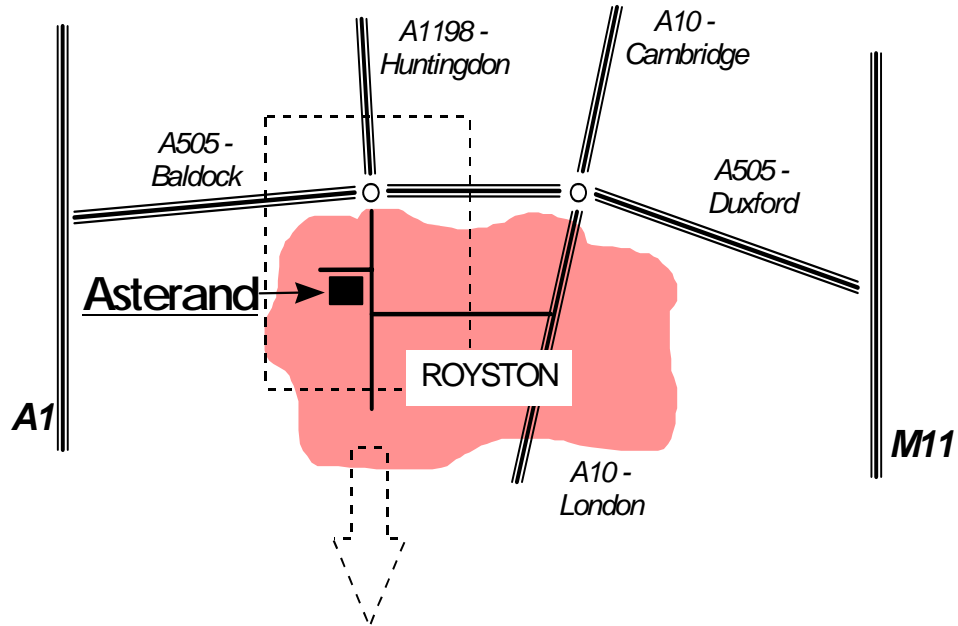 A1198 -
Huntingdon
A10 -
Cambridge
A505 -
Baldock
A505 -
Duxford
Asterand
ROYSTON
A1
M11
A10 -
London